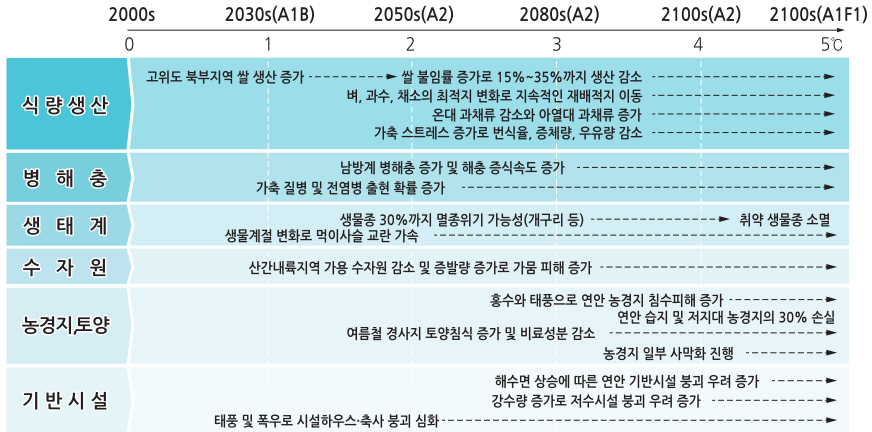 2000s 2030s(A1B) 2050s(A2) 2080s(A2) 2100s(A2) 2100s(A1F1)
0 1 2 3 4 5℃
식 량 생 산
고위도 북부지역 쌀 생산 증가 쌀 불임률 증가로 15%~35%까지 생산 감소
벼, 과수, 채소의 최적지 변화로 지속적인 재배적지 이동
온대 과채류 감소와 아열대 과채류 증가
가축 스트레스 증가로 번식율, 증체량, 우유량 감소
병 해 충
남방계 병해충 증가 및 해충 증식속도 증가
가축 질병 및 전염병 출현 확률 증가
생 태 계
생물종 30%까지 멸종위기 가능성(개구리 등) 취약 생물종 소멸
생물계절 변화로 먹이사슬 교란 가속
수 자 원
산간내륙지역 가용 수자원 감소 및 증발량 증가로 가뭄 피해 증가
농경지,토양
홍수와 태풍으로 연안 농경지 침수피해 증가
연안 습지 및 저지대 농경지의 30% 손실
여름철 경사지 토양침식 증가 및 비료성분 감소
농경지 일부 사막화 진행
기 반 시 설
해수면 상승에 따른 연안 기반시설 붕괴 우려 증가
강수량 증가로 저수시설 붕괴 우려 증가
태풍 및 폭우로 시설하우스·축사 붕괴 심화